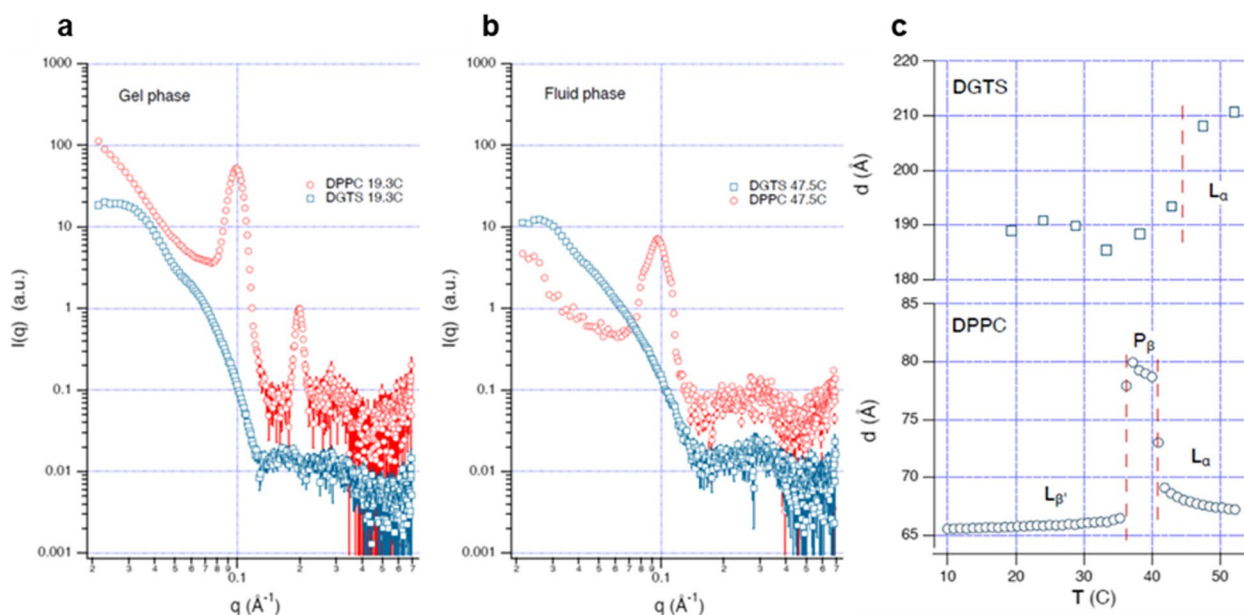 a
1000
100
10
1
0.1
0.01
0.001
I(q) (a.u.)
Gel phase
DPPC 19.3C
DGTS 19.3C
2 3 4 5 6 7 8 0.1 2 3 4 5 6 7
q (Å⁻¹)
b
1000
100
10
1
0.1
0.01
0.001
I(q) (a.u.)
Fluid phase
DGTS 47.5C
DPPC 47.5C
2 3 4 5 6 7 8 0.1 2 3 4 5 6 7
q (Å⁻¹)
c
220
210
200
190
180
d (Å)
DGTS
Lα
85
80
75
70
65
d (Å)
DPPC
Pβ
Lα
Lβ'
10 20 30 40 50
T (C)